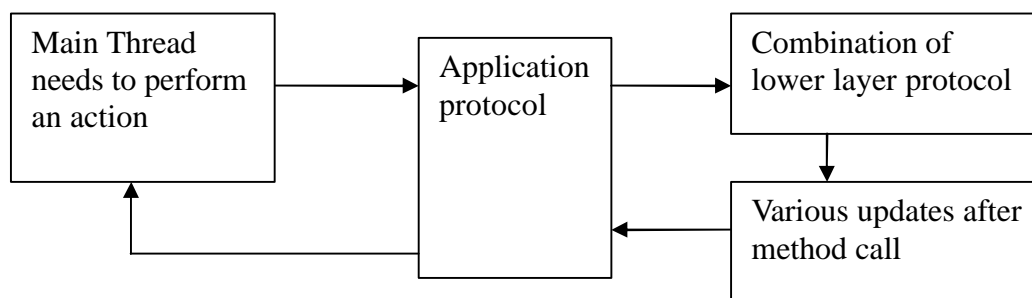 Main Thread
needs to perform
an action
Application
protocol
Combination of
lower layer protocol
Various updates after
method call